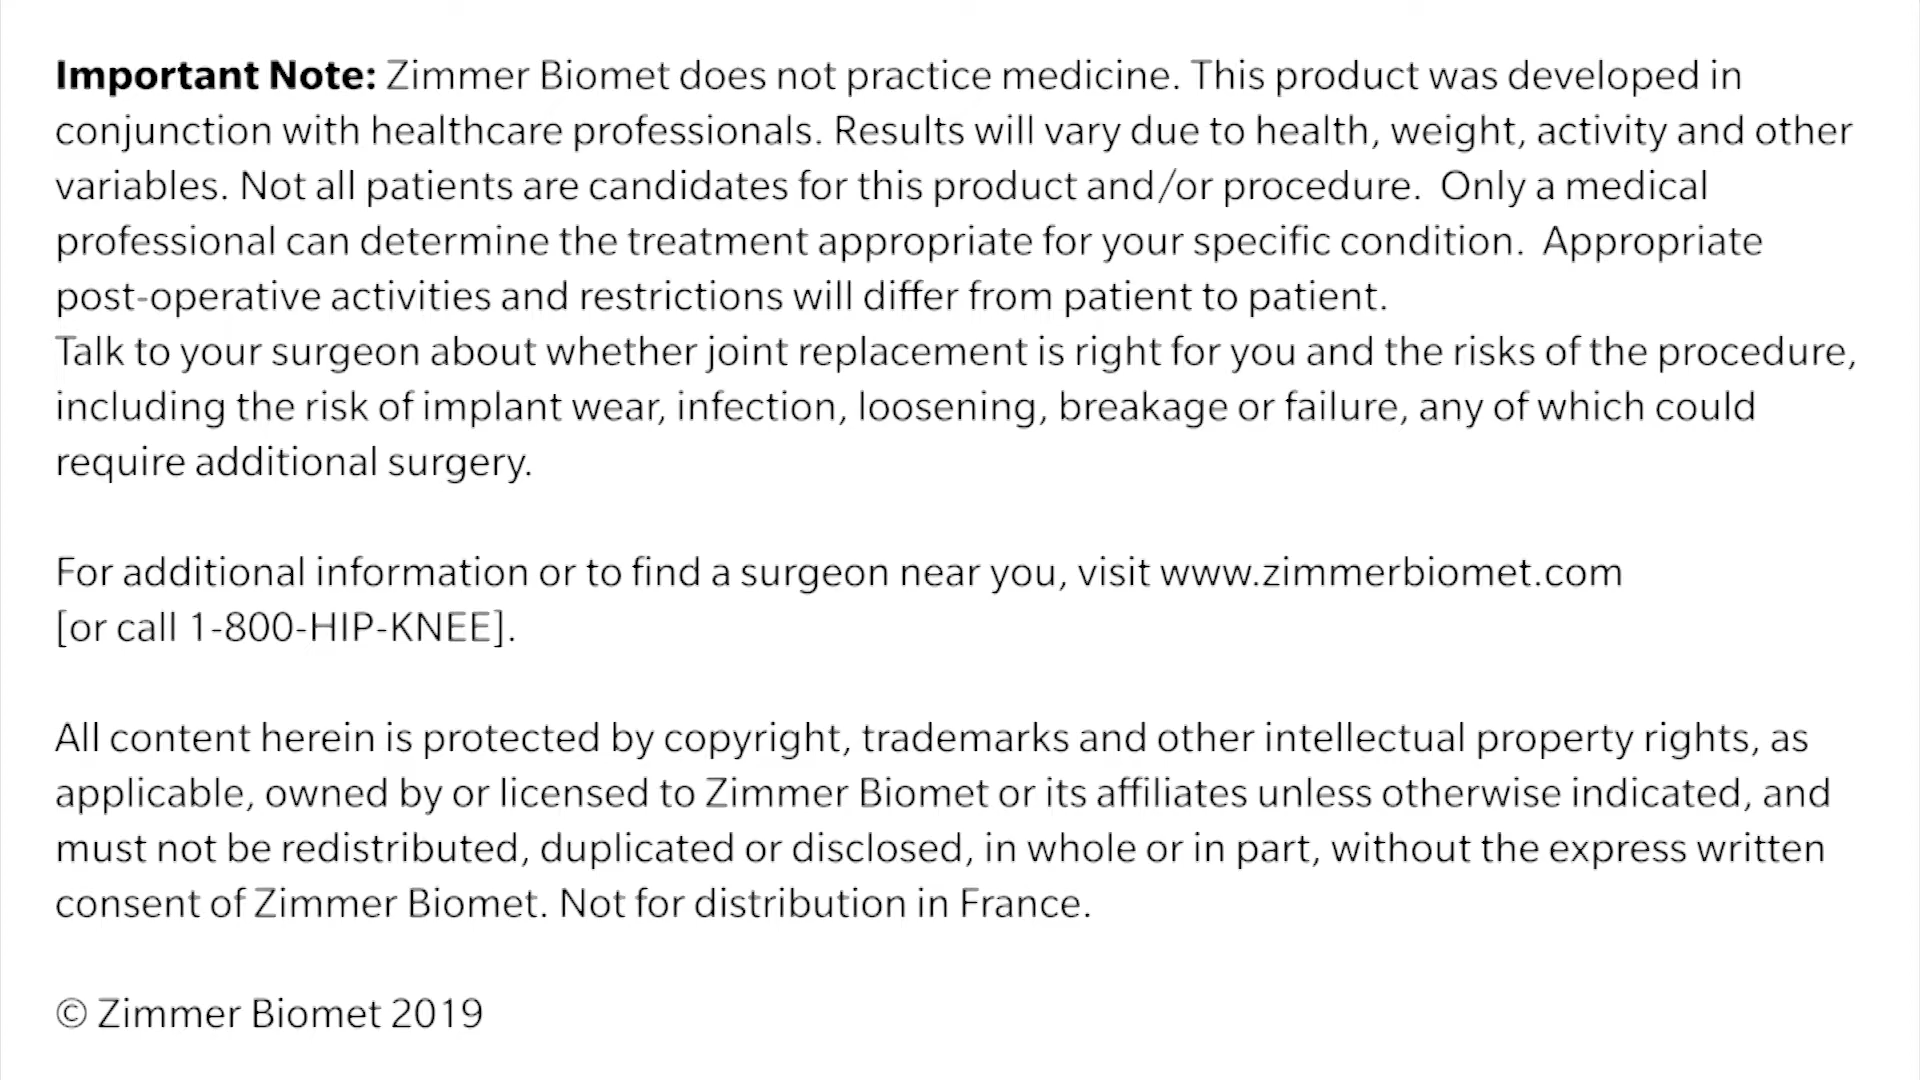 Important Note: Zimmer Biomet does not practice medicine. This product was developed in
conjunction with healthcare professionals. Results will vary due to health, weight, activity and other
variables. Not all patients are candidates for this product and/or procedure.  Only a medical
professional can determine the treatment appropriate for your specific condition.  Appropriate
post-operative activities and restrictions will differ from patient to patient.
Talk to your surgeon about whether joint replacement is right for you and the risks of the procedure,
including the risk of implant wear, infection, loosening, breakage or failure, any of which could
require additional surgery.
For additional information or to find a surgeon near you, visit www.zimmerbiomet.com
[or call 1-800-HIP-KNEE].
All content herein is protected by copyright, trademarks and other intellectual property rights, as
applicable, owned by or licensed to Zimmer Biomet or its affiliates unless otherwise indicated, and
must not be redistributed, duplicated or disclosed, in whole or in part, without the express written
consent of Zimmer Biomet. Not for distribution in France.
© Zimmer Biomet 2019